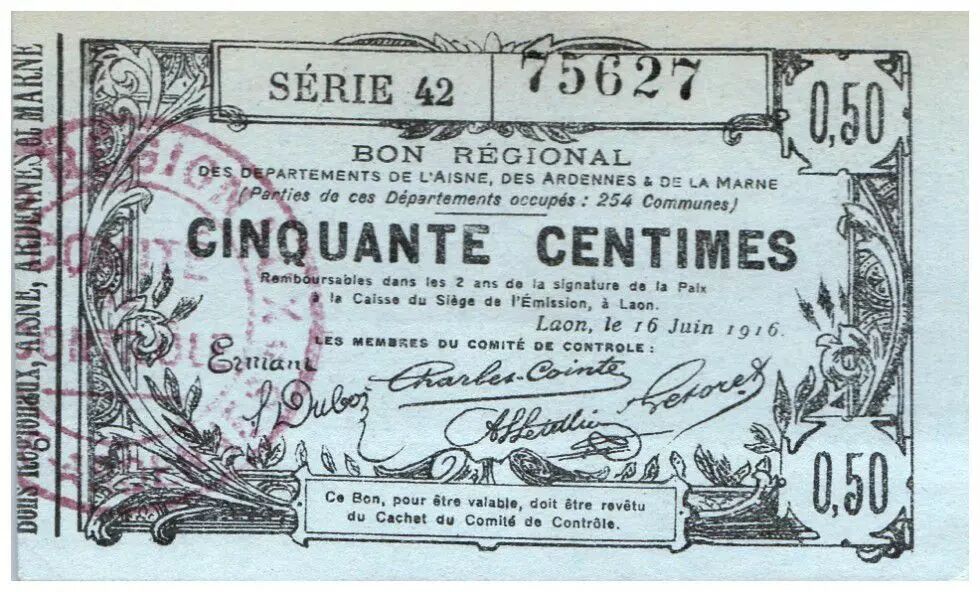 SÉRIE 42
75627
0,50
BON RÉGIONAL
DES DÉPARTEMENTS DE L'AISNE, DES ARDENNES & DE LA MARNE
(Parties de ces Départements occupés : 254 Communes)
CINQUANTE CENTIMES
Remboursables dans les 2 ans de la signature de la Paix
à la Caisse du Siège de l'Émission, à Laon.
Laon, le 16 Juin 1916.
LES MEMBRES DU COMITÉ DE CONTROLE :
Ermant
Charles-Cointe
0,50
Ce Bon, pour être valable, doit être revêtu
du Cachet du Comité de Contrôle.
Bons Régionaux, AISNE, ARDENNES et MARNE
RÉGION
COMITÉ